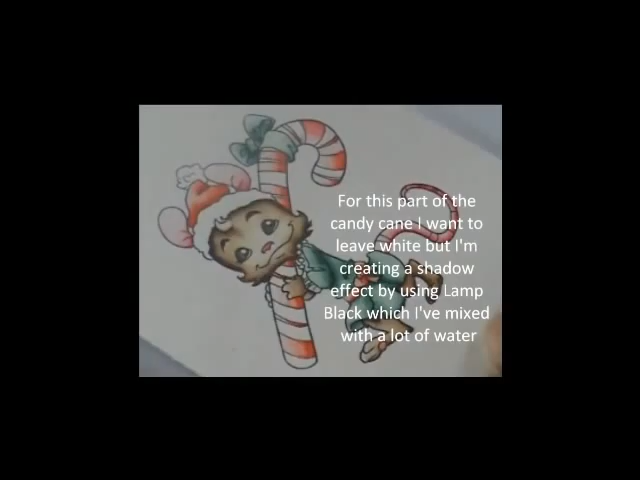 For this part of the
candy cane I want to
leave white but I'm
creating a shadow
effect by using Lamp
Black which I've mixed
with a lot of water